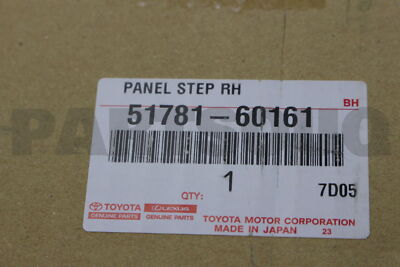 PANEL STEP RH
BH
51781-60161
QTY:
1
7D05
TOYOTA
GENUINE PARTS
LEXUS
GENUINE PARTS
TOYOTA MOTOR CORPORATION
MADE IN JAPAN
23